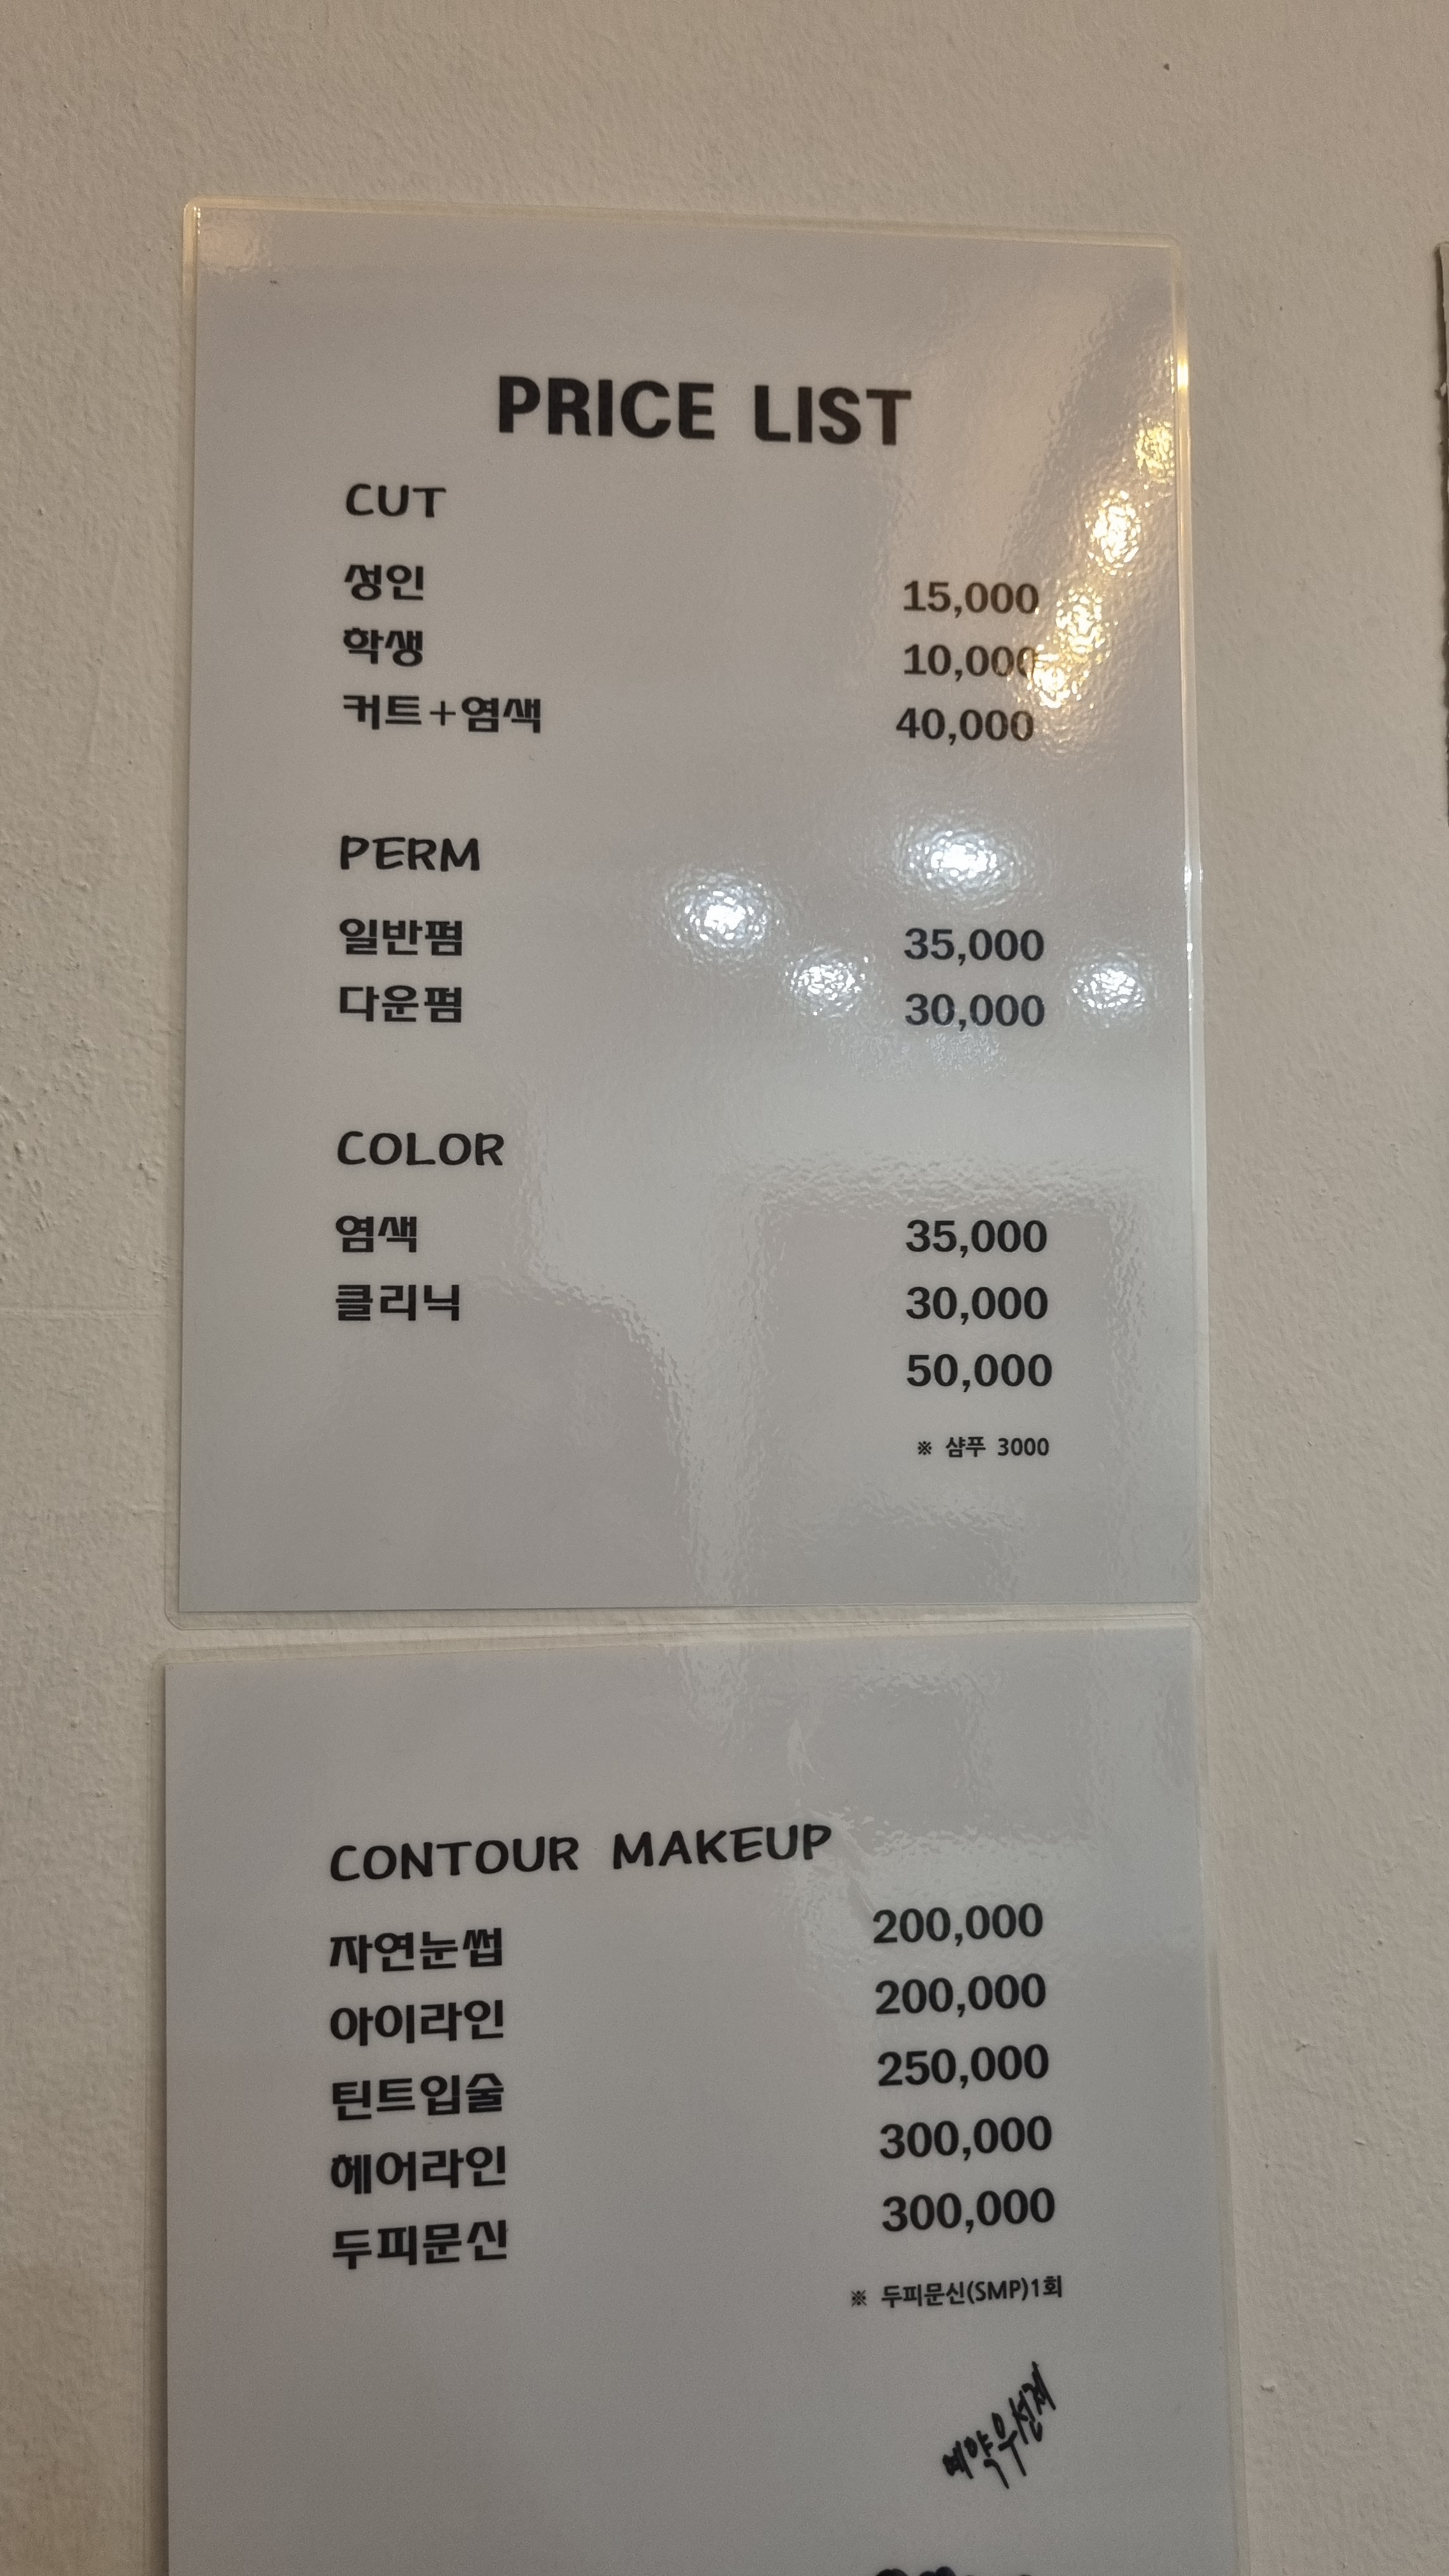 PRICE LIST
CUT
성인 15,000
학생 10,000
커트+염색 40,000
PERM
일반펌 35,000
다운펌 30,000
COLOR
염색 35,000
클리닉 30,000
50,000
※ 샴푸 3000
CONTOUR MAKEUP
자연눈썹 200,000
아이라인 200,000
틴트입술 250,000
헤어라인 300,000
두피문신 300,000
※ 두피문신(SMP)1회
예약우선제